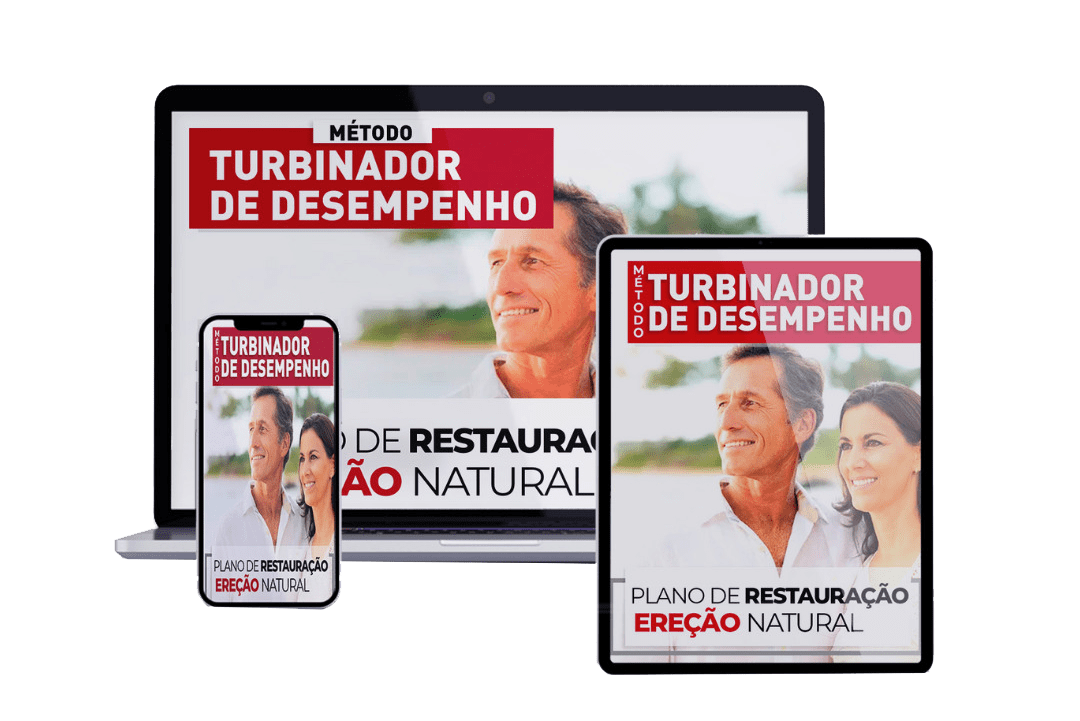 MÉTODO
TURBINADOR
DE DESEMPENHO
DE RESTAURAÇ
ÃO NATURAL
MÉTODO
TURBINADOR
DE DESEMPENHO
PLANO DE RESTAURAÇÃO
EREÇÃO NATURAL
MÉTODO
TURBINADOR
DE DESEMPENHO
PLANO DE RESTAURAÇÃO
EREÇÃO NATURAL